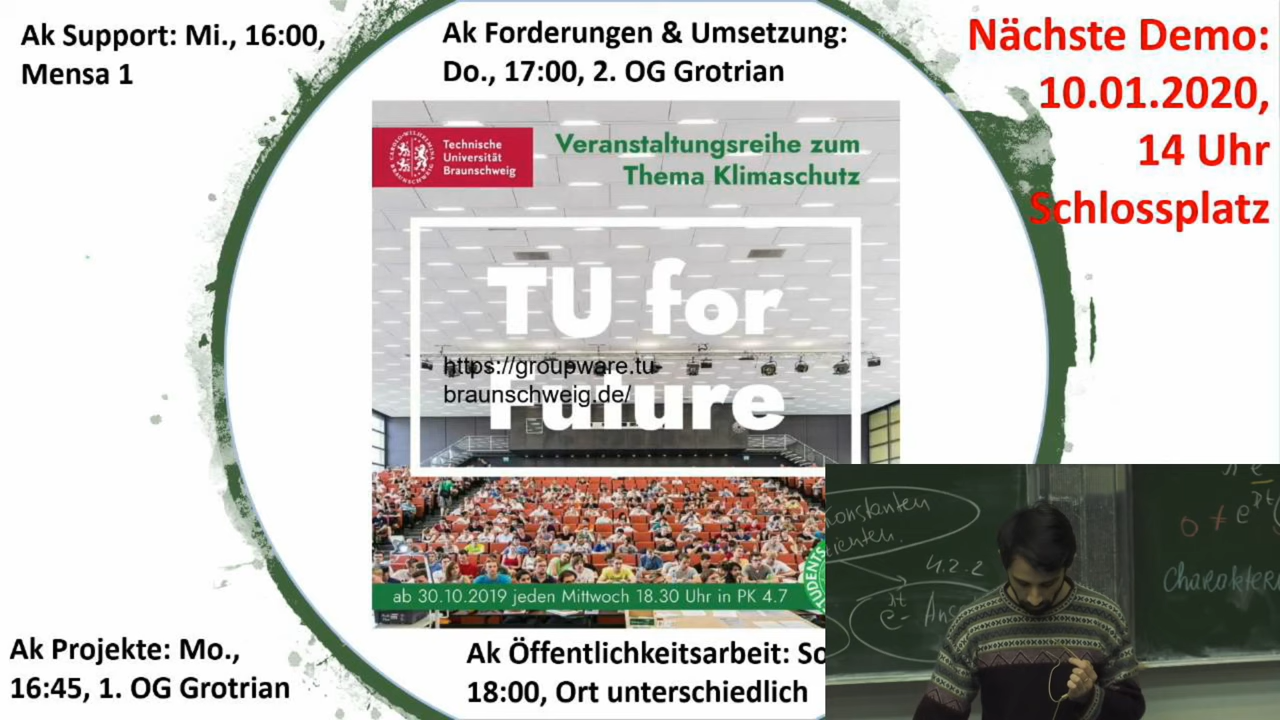 Ak Support: Mi., 16:00,
Mensa 1
Ak Forderungen & Umsetzung:
Do., 17:00, 2. OG Grotrian
Nächste Demo:
10.01.2020,
14 Uhr
Schlossplatz
Technische
Universität
Braunschweig
Veranstaltungsreihe zum
Thema Klimaschutz
TU for
Future
https://groupware.tu-
braunschweig.de/
STUDENTS
ab 30.10.2019 jeden Mittwoch 18.30 Uhr in PK 4.7
Ak Projekte: Mo.,
16:45, 1. OG Grotrian
Ak Öffentlichkeitsarbeit: So
18:00, Ort unterschiedlich
Konstanten
4.2.2
Charakter